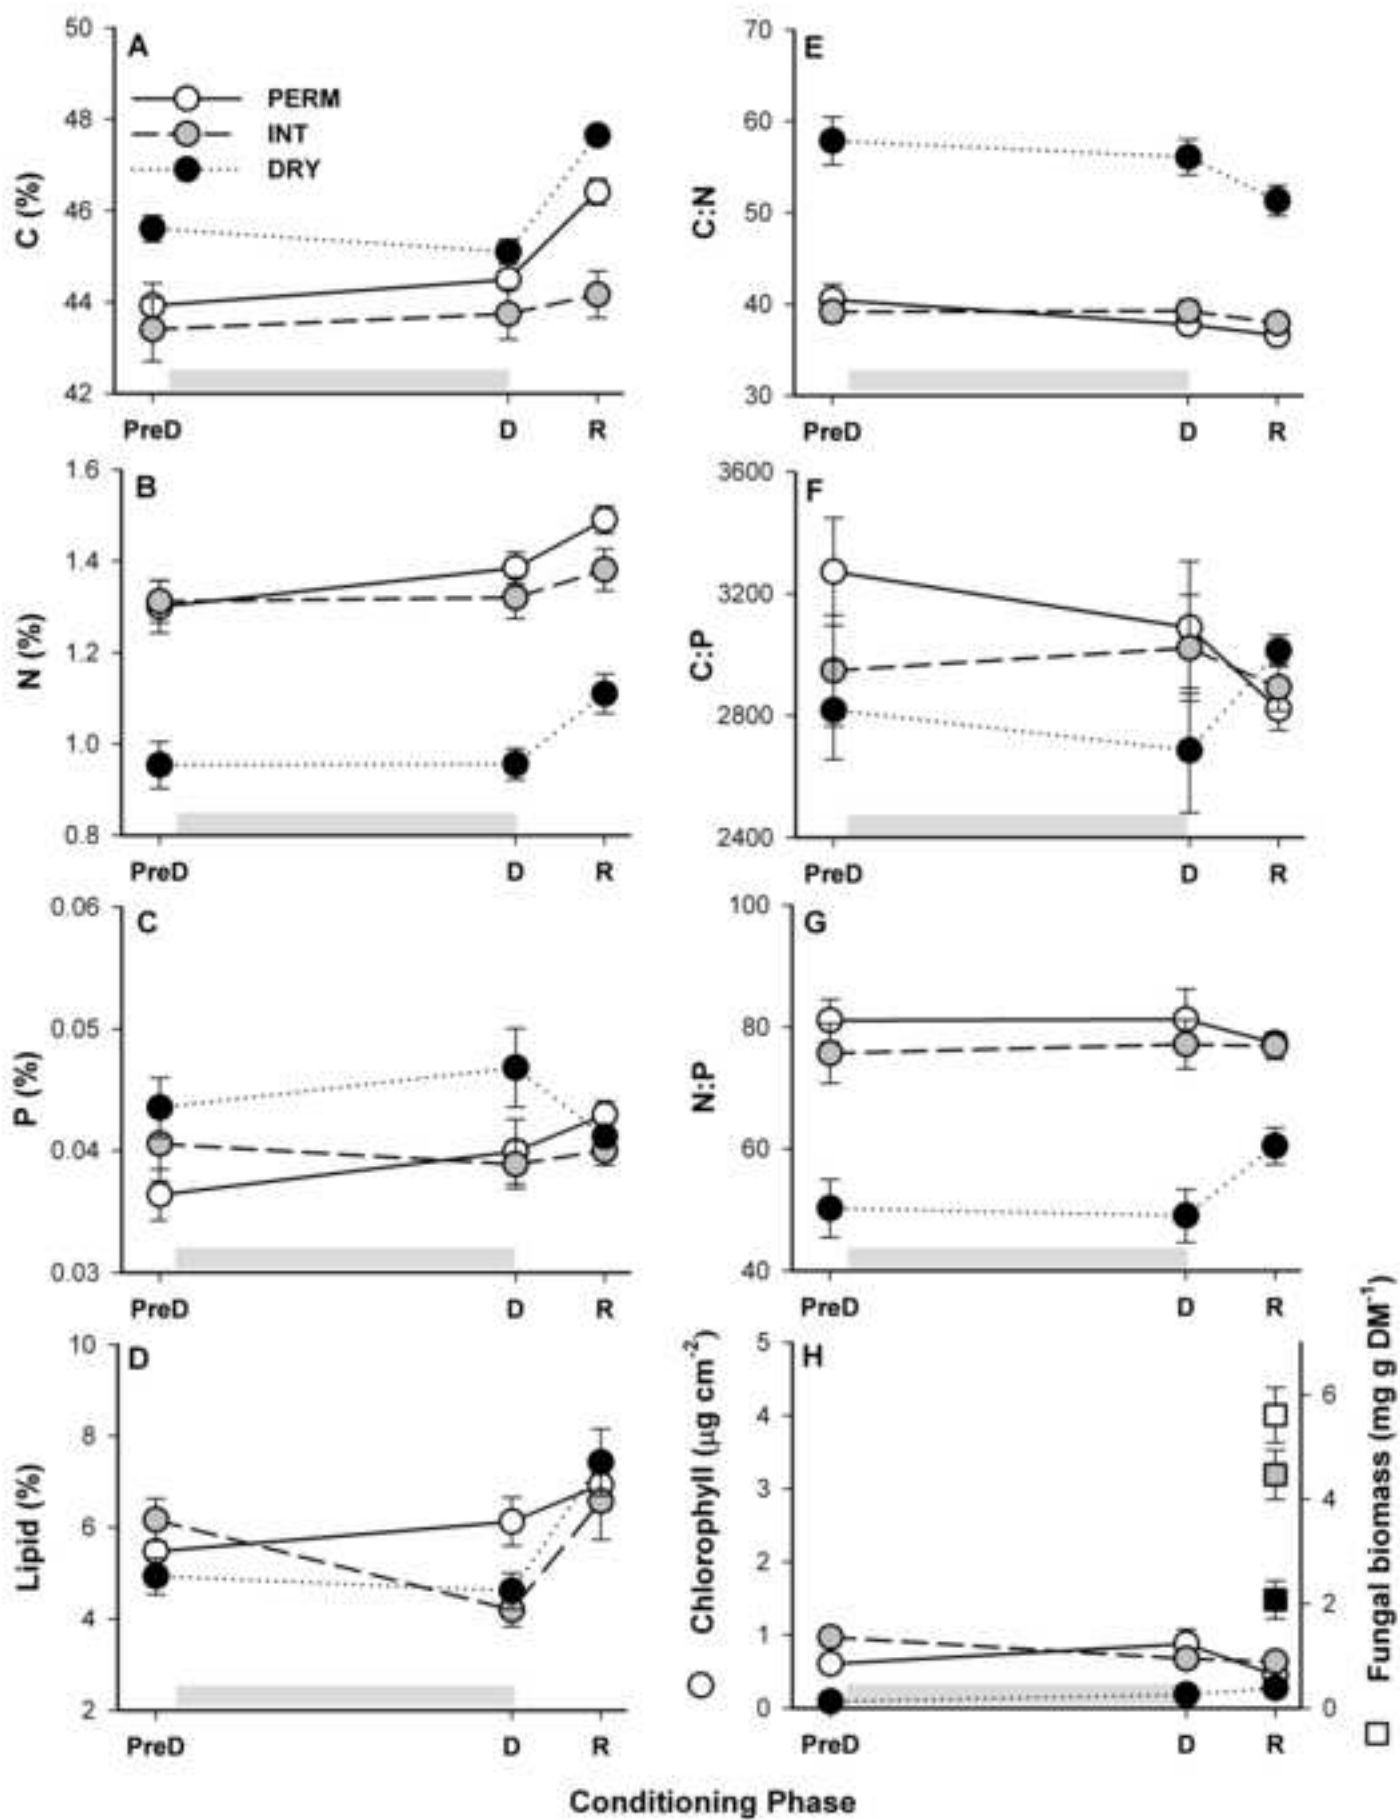 A
50
48
46
44
42
C (%)
PERM
INT
DRY
PreD
D
R
E
70
60
50
40
30
C:N
PreD
D
R
B
1.6
1.4
1.2
1.0
0.8
N (%)
PreD
D
R
F
3600
3200
2800
2400
C:P
PreD
D
R
C
0.06
0.05
0.04
0.03
P (%)
PreD
D
R
G
100
80
60
40
N:P
PreD
D
R
D
10
8
6
4
2
Lipid (%)
PreD
D
R
H
5
4
3
2
1
0
Chlorophyll (µg cm⁻²)
6
4
2
0
Fungal biomass (mg g DM⁻¹)
PreD
D
R
Conditioning Phase